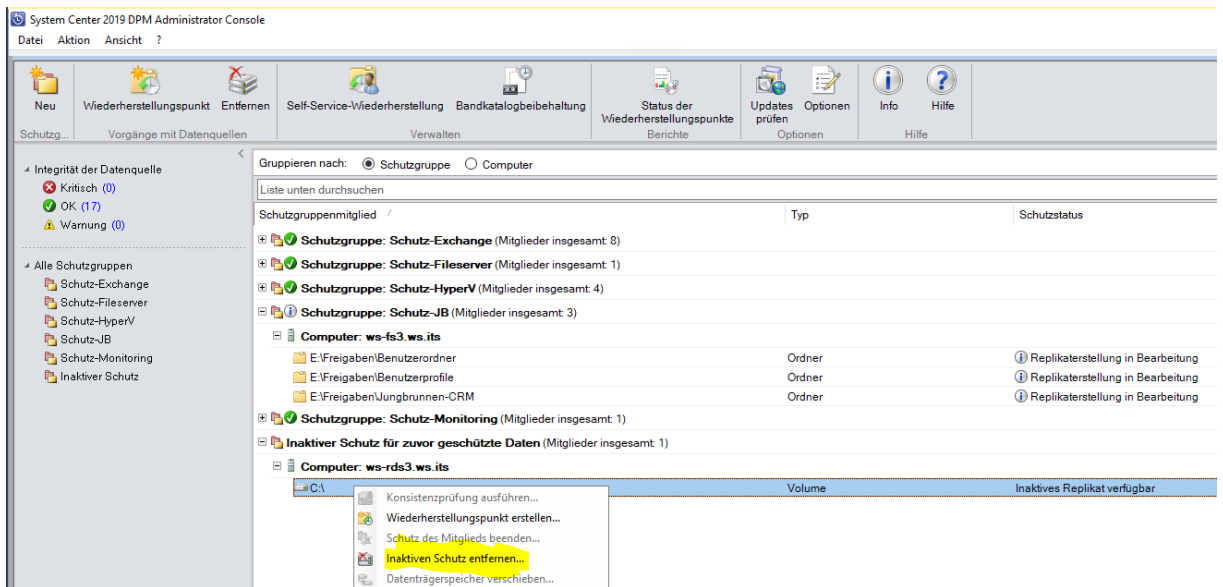 System Center 2019 DPM Administrator Console
Datei Aktion Ansicht ?
Neu Wiederherstellungspunkt Entfernen Self-Service-Wiederherstellung Bandkatalogbeibehaltung Status der Wiederherstellungspunkte Updates prüfen Optionen Info Hilfe
Schutzg... Vorgänge mit Datenquellen Verwalten Berichte Optionen Hilfe
Integrität der Datenquelle
Kritisch (0)
OK (17)
Warnung (0)
Alle Schutzgruppen
Schutz-Exchange
Schutz-Fileserver
Schutz-HyperV
Schutz-JB
Schutz-Monitoring
Inaktiver Schutz
Gruppieren nach: Schutzgruppe Computer
Liste unten durchsuchen
Schutzgruppenmitglied Typ Schutzstatus
Schutzgruppe: Schutz-Exchange (Mitglieder insgesamt: 8)
Schutzgruppe: Schutz-Fileserver (Mitglieder insgesamt: 1)
Schutzgruppe: Schutz-HyperV (Mitglieder insgesamt: 4)
Schutzgruppe: Schutz-JB (Mitglieder insgesamt: 3)
Computer: ws-fs3.ws.its
E:\Freigaben\Benutzerordner Ordner Replikaterstellung in Bearbeitung
E:\Freigaben\Benutzerprofile Ordner Replikaterstellung in Bearbeitung
E:\Freigaben\Jungbrunnen-CRM Ordner Replikaterstellung in Bearbeitung
Schutzgruppe: Schutz-Monitoring (Mitglieder insgesamt: 1)
Inaktiver Schutz für zuvor geschützte Daten (Mitglieder insgesamt: 1)
Computer: ws-rds3.ws.its
C:\ Volume Inaktives Replikat verfügbar
Konsistenzprüfung ausführen...
Wiederherstellungspunkt erstellen...
Schutz des Mitglieds beenden...
Inaktiven Schutz entfernen...
Datenträgerspeicher verschieben...